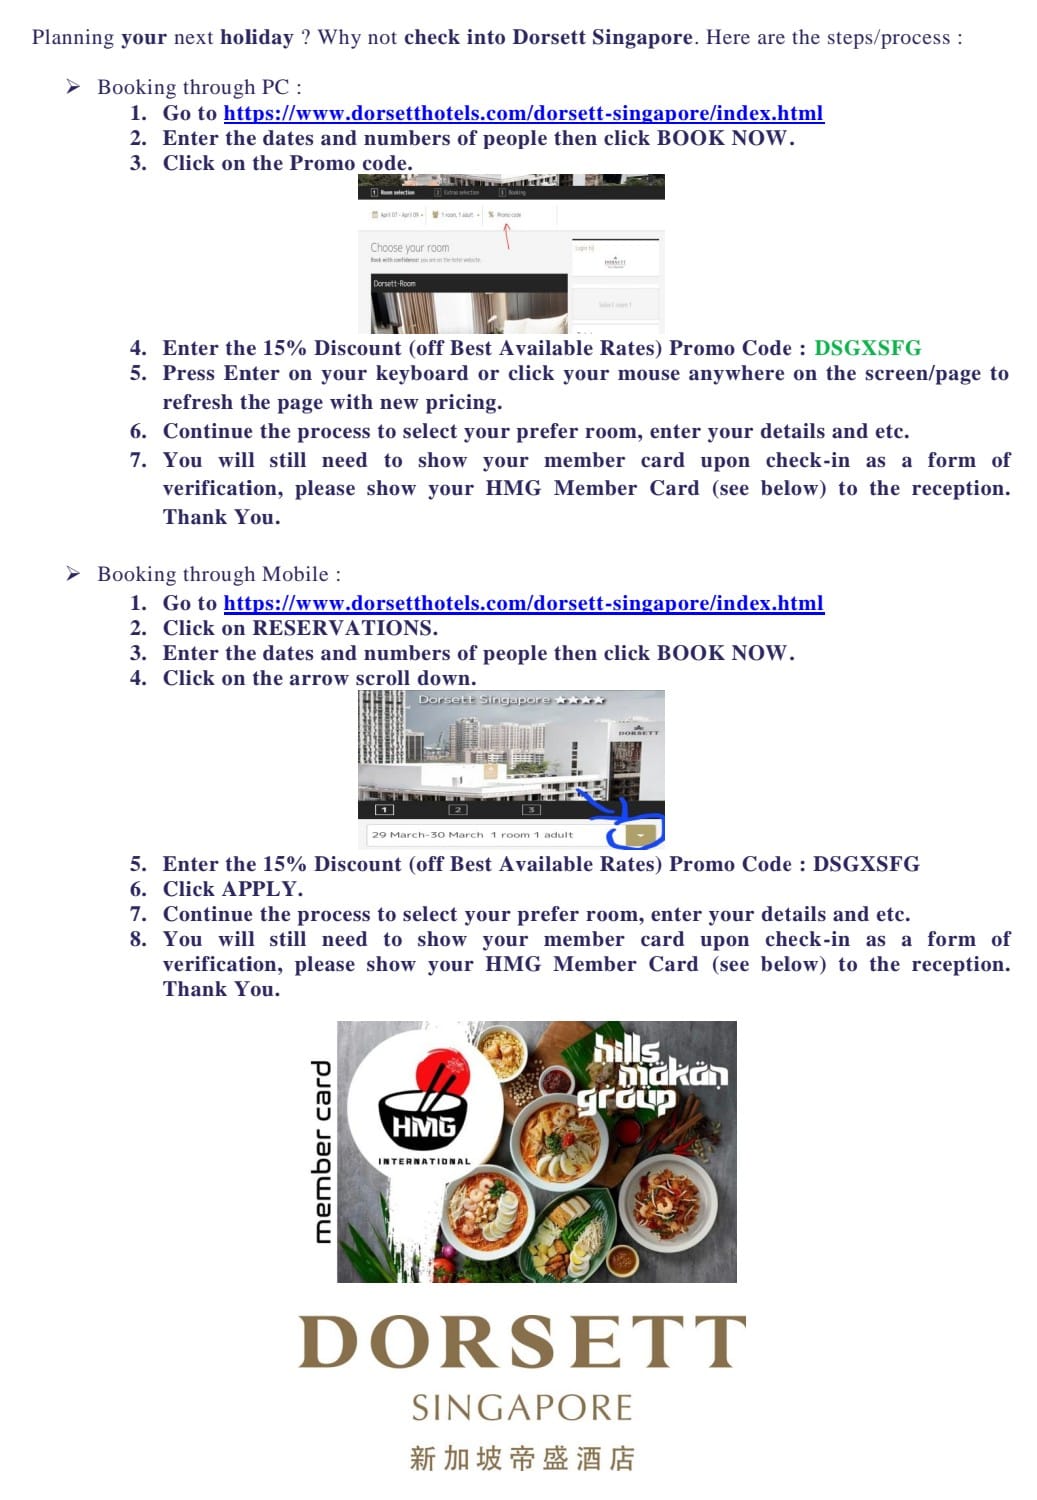 Planning your next holiday ? Why not check into Dorsett Singapore. Here are the steps/process :
➢ Booking through PC :
1. Go to https://www.dorsetthotels.com/dorsett-singapore/index.html
2. Enter the dates and numbers of people then click BOOK NOW.
3. Click on the Promo code.
1 Room selection 2 Extras selection 3 Booking
April 07 - April 09 1 room, 1 adult % Promo code
Choose your room
Book with confidence: you are on the hotel website.
Login to
DORSETT
Dorsett-Room
Select room 1
4. Enter the 15% Discount (off Best Available Rates) Promo Code : DSGXSFG
5. Press Enter on your keyboard or click your mouse anywhere on the screen/page to
refresh the page with new pricing.
6. Continue the process to select your prefer room, enter your details and etc.
7. You will still need to show your member card upon check-in as a form of
verification, please show your HMG Member Card (see below) to the reception.
Thank You.
➢ Booking through Mobile :
1. Go to https://www.dorsetthotels.com/dorsett-singapore/index.html
2. Click on RESERVATIONS.
3. Enter the dates and numbers of people then click BOOK NOW.
4. Click on the arrow scroll down.
Dorsett Singapore ★★★★
DORSETT
1 2 3
29 March-30 March 1 room 1 adult
5. Enter the 15% Discount (off Best Available Rates) Promo Code : DSGXSFG
6. Click APPLY.
7. Continue the process to select your prefer room, enter your details and etc.
8. You will still need to show your member card upon check-in as a form of
verification, please show your HMG Member Card (see below) to the reception.
Thank You.
member card
HMG
INTERNATIONAL
hills
makan
group
DORSETT
SINGAPORE
新加坡帝盛酒店